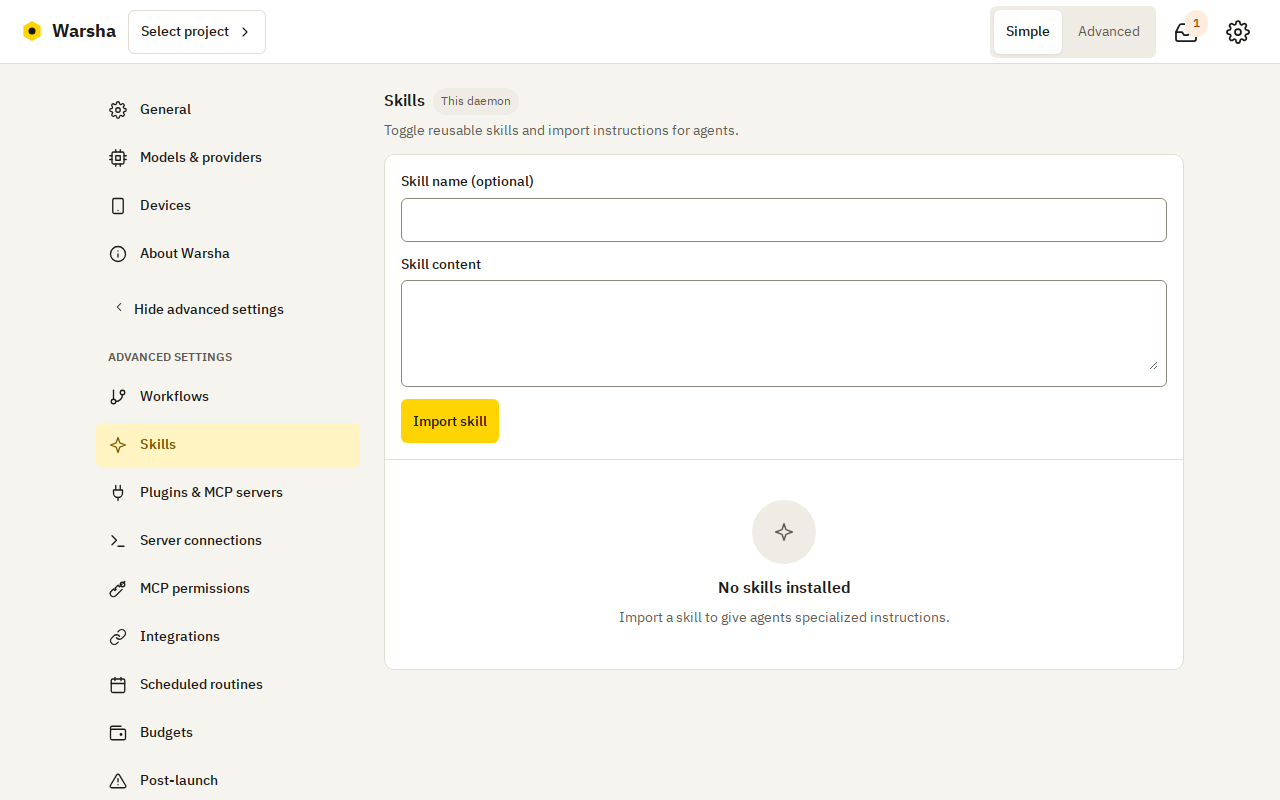 Warsha
Select project
Simple
Advanced
1
General
Models & providers
Devices
About Warsha
Hide advanced settings
ADVANCED SETTINGS
Workflows
Skills
Plugins & MCP servers
Server connections
MCP permissions
Integrations
Scheduled routines
Budgets
Post-launch
Skills
This daemon
Toggle reusable skills and import instructions for agents.
Skill name (optional)
Skill content
Import skill
No skills installed
Import a skill to give agents specialized instructions.